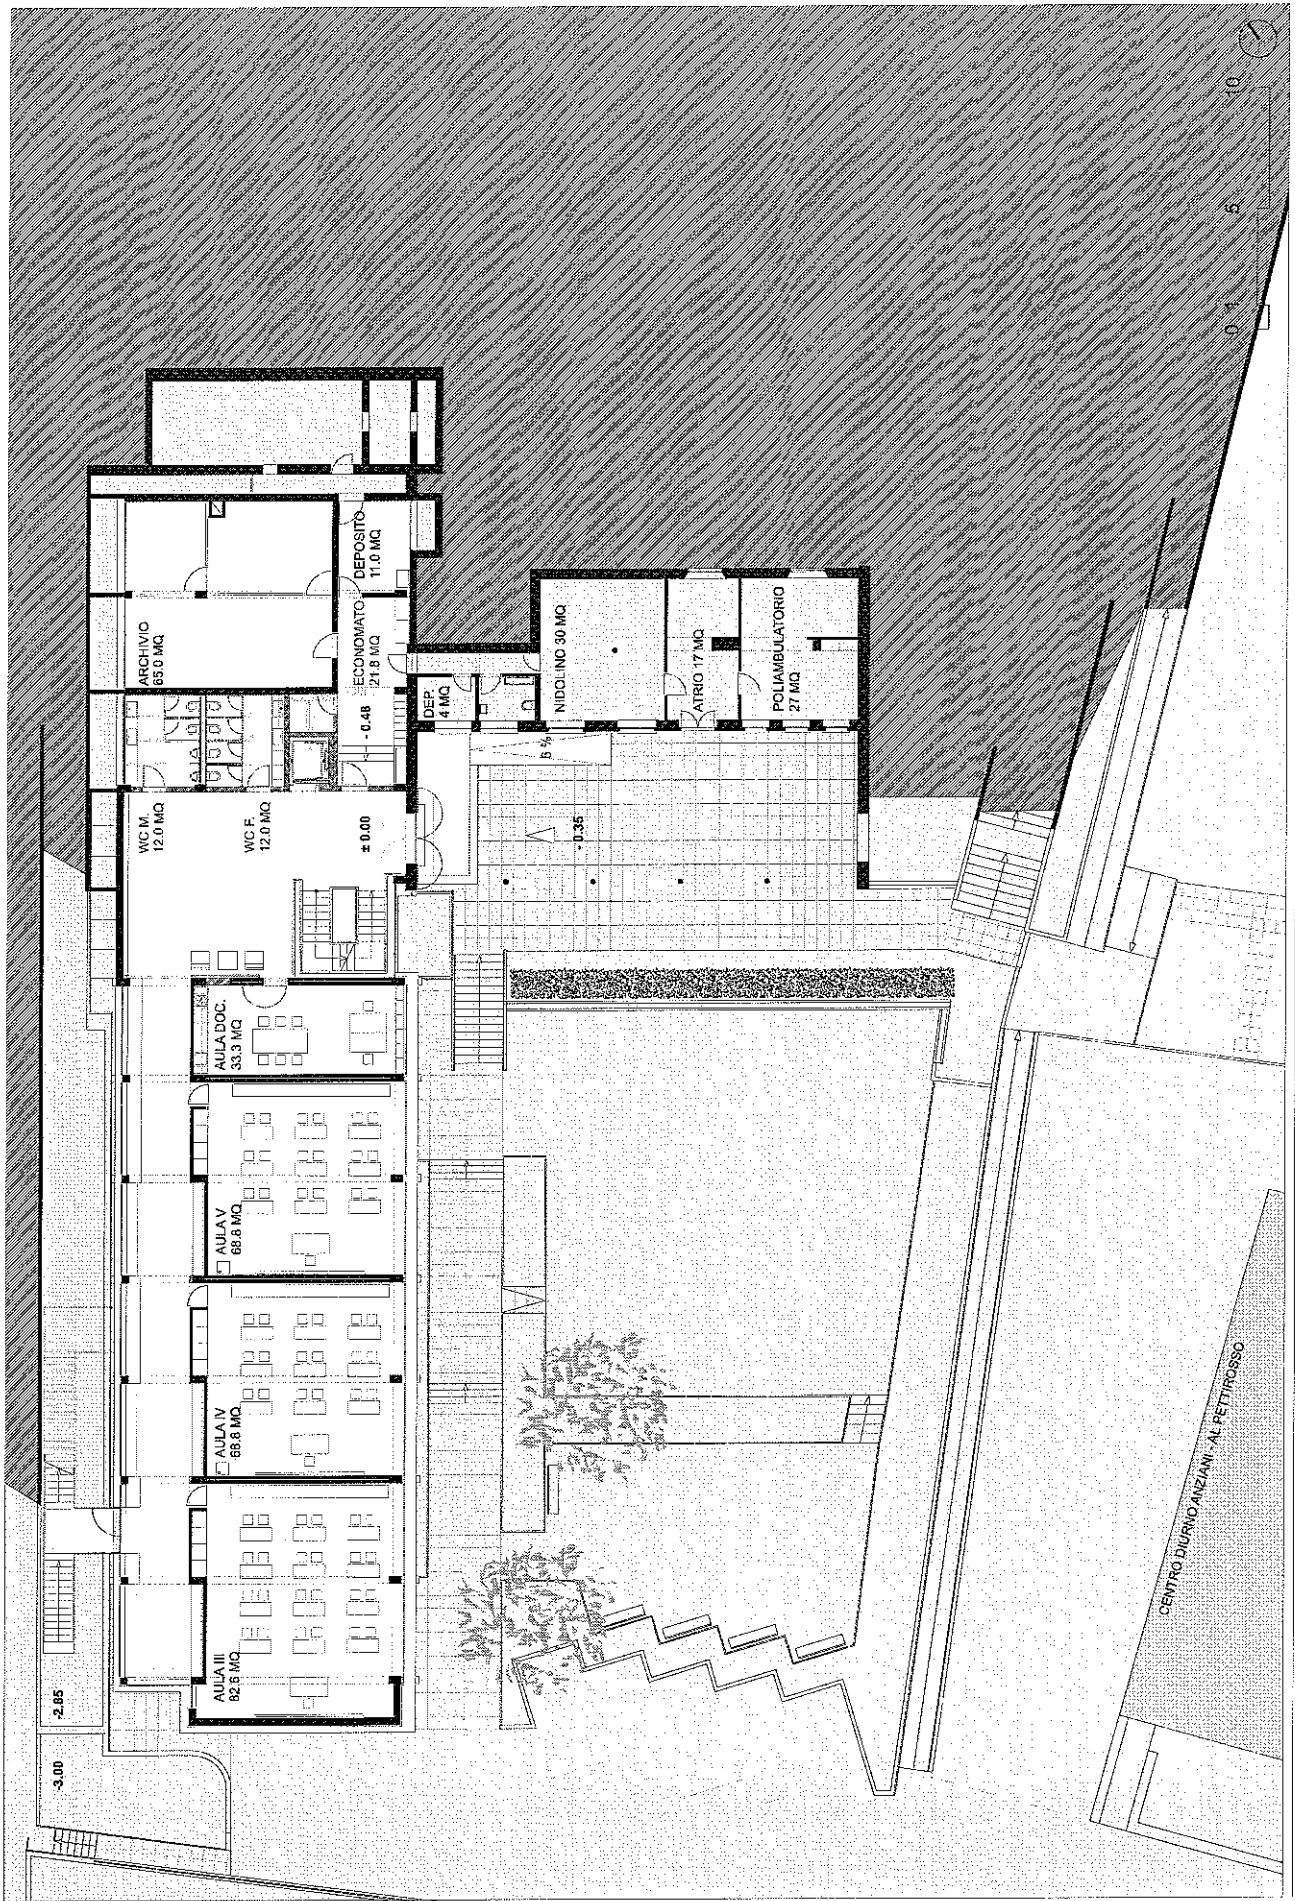 0 1 5 10
ARCHIVIO
65.0 MQ
DEPOSITO
11.0 MQ
ECONOMATO
21.8 MQ
DEP.
4 MQ
NIDOLINO 30 MQ
ATRIO 17 MQ
POLIAMBULATORIO
27 MQ
- 0.48
8 %
WC M.
12.0 MQ
WC F.
12.0 MQ
± 0.00
- 0.35
AULA DOC.
33.3 MQ
AULA V
68.8 MQ
AULA IV
68.8 MQ
AULA III
82.6 MQ
-2.85
-3.00
CENTRO DIURNO ANZIANI - AL PETTIROSSO